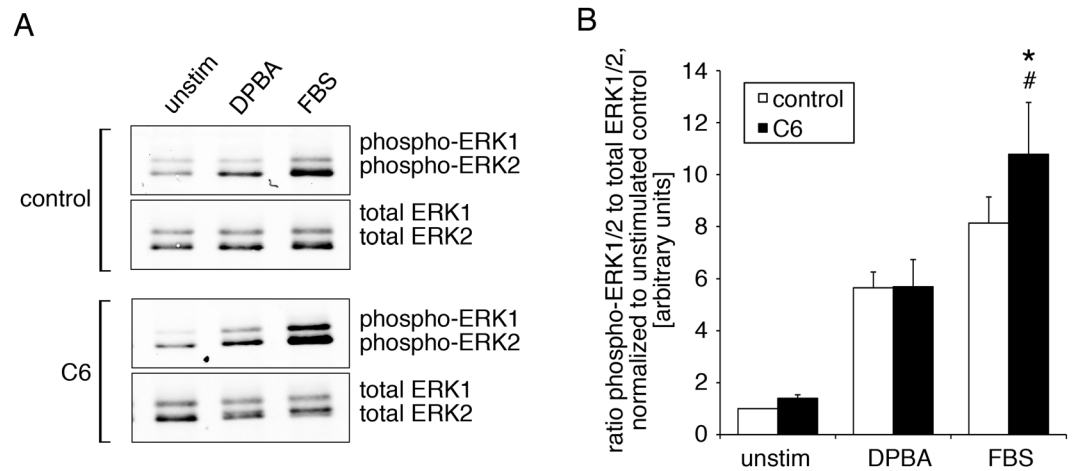 A
unstim
DPBA
FBS
control
phospho-ERK1
phospho-ERK2
total ERK1
total ERK2
C6
phospho-ERK1
phospho-ERK2
total ERK1
total ERK2
B
ratio phospho-ERK1/2 to total ERK1/2,
normalized to unstimulated control
[arbitrary units]
14
12
10
8
6
4
2
0
control
C6
*
#
unstim
DPBA
FBS